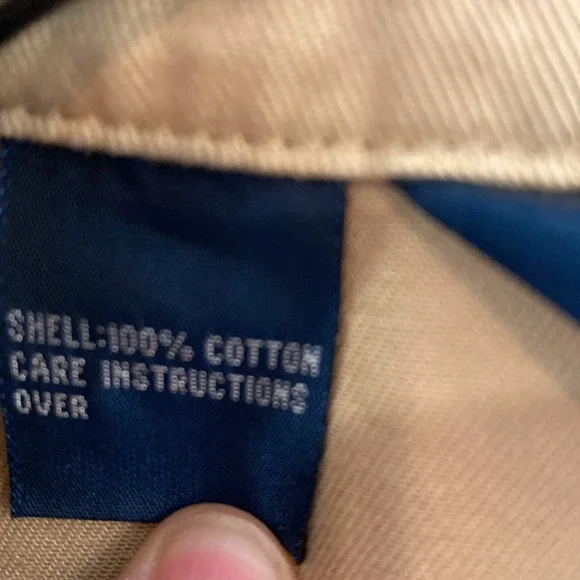 SHELL:100% COTTON
CARE INSTRUCTIONS
OVER